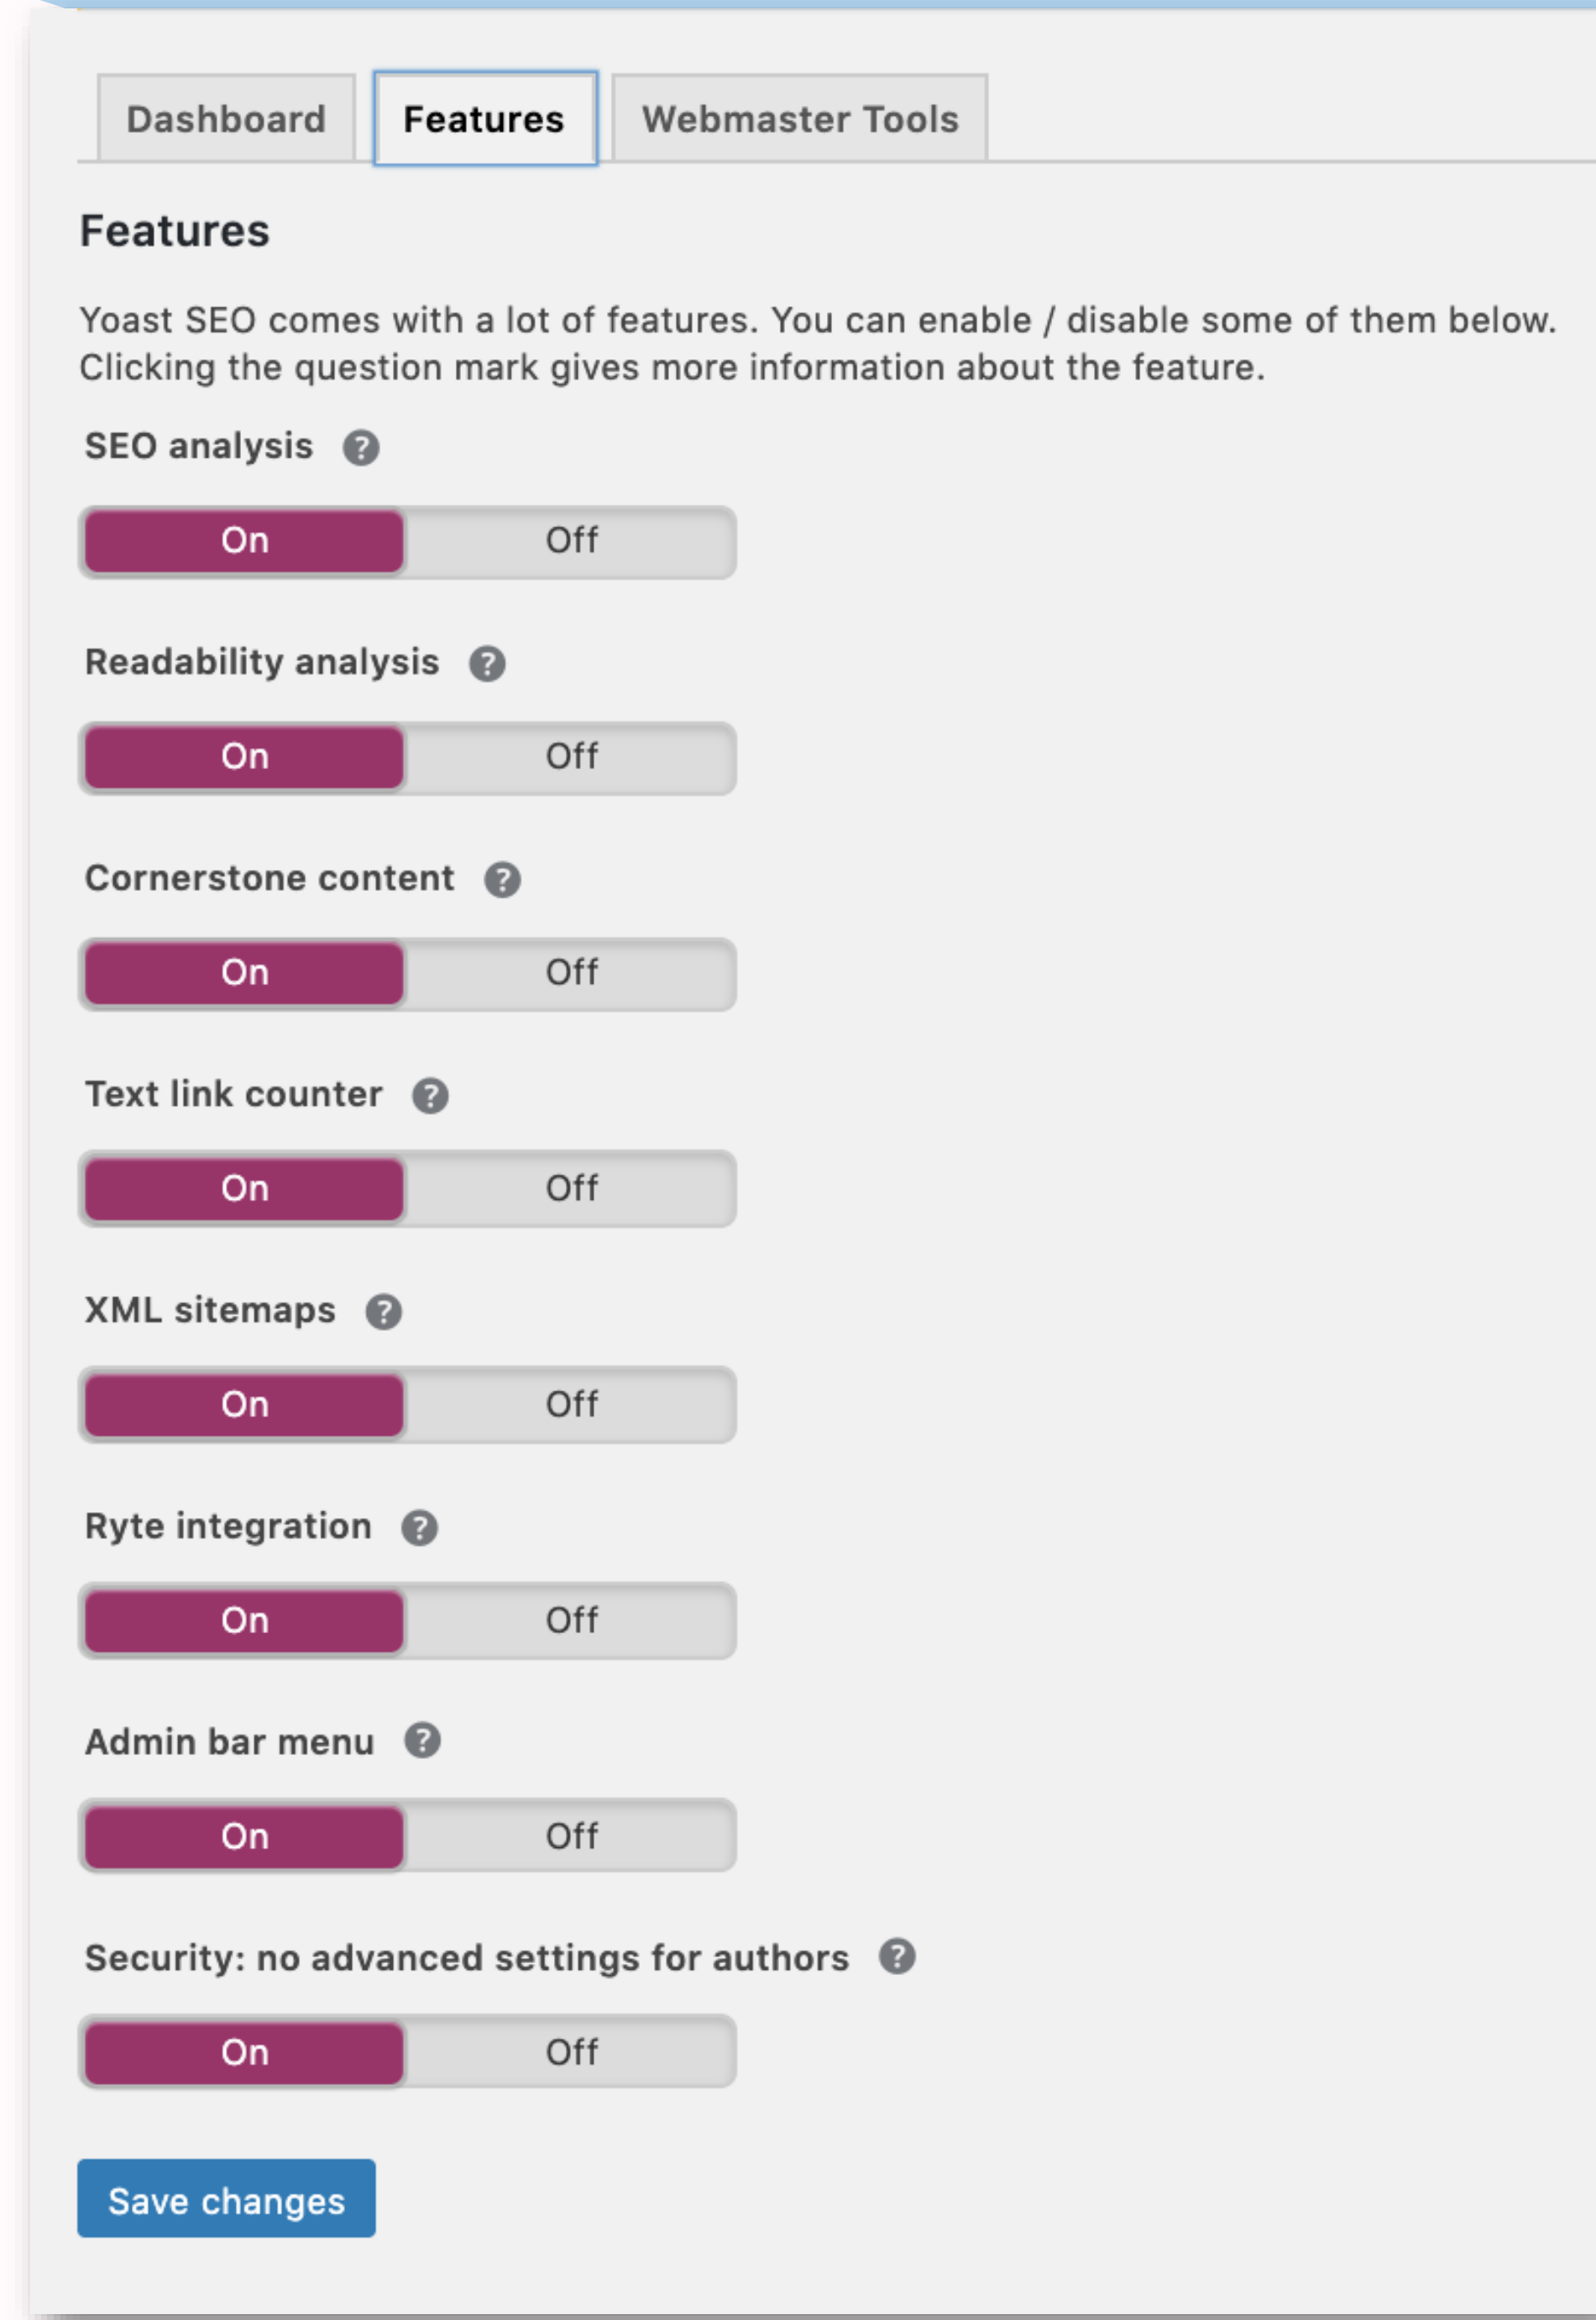 Dashboard Features Webmaster Tools
Features
Yoast SEO comes with a lot of features. You can enable / disable some of them below.
Clicking the question mark gives more information about the feature.
SEO analysis ?
On Off
Readability analysis ?
On Off
Cornerstone content ?
On Off
Text link counter ?
On Off
XML sitemaps ?
On Off
Ryte integration ?
On Off
Admin bar menu ?
On Off
Security: no advanced settings for authors ?
On Off
Save changes